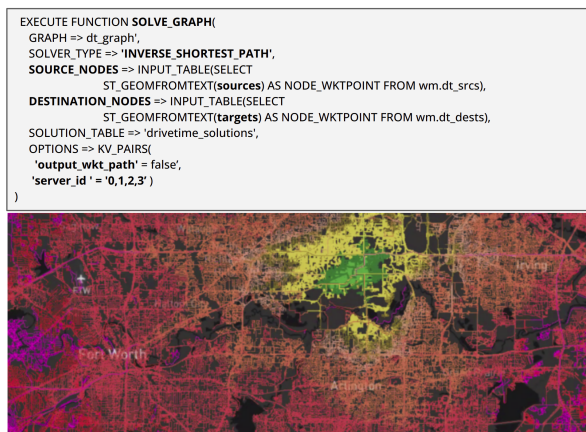 EXECUTE FUNCTION SOLVE_GRAPH(
GRAPH => dt_graph',
SOLVER_TYPE => 'INVERSE_SHORTEST_PATH',
SOURCE_NODES => INPUT_TABLE(SELECT
ST_GEOMFROMTEXT(sources) AS NODE_WKTPOINT FROM wm.dt_srcs),
DESTINATION_NODES => INPUT_TABLE(SELECT
ST_GEOMFROMTEXT(targets) AS NODE_WKTPOINT FROM wm.dt_dests),
SOLUTION_TABLE => 'drivetime_solutions',
OPTIONS => KV_PAIRS(
'output_wkt_path' = false',
'server_id ' = '0,1,2,3' )
)
Irving
FTW
Fort Worth
Arlington